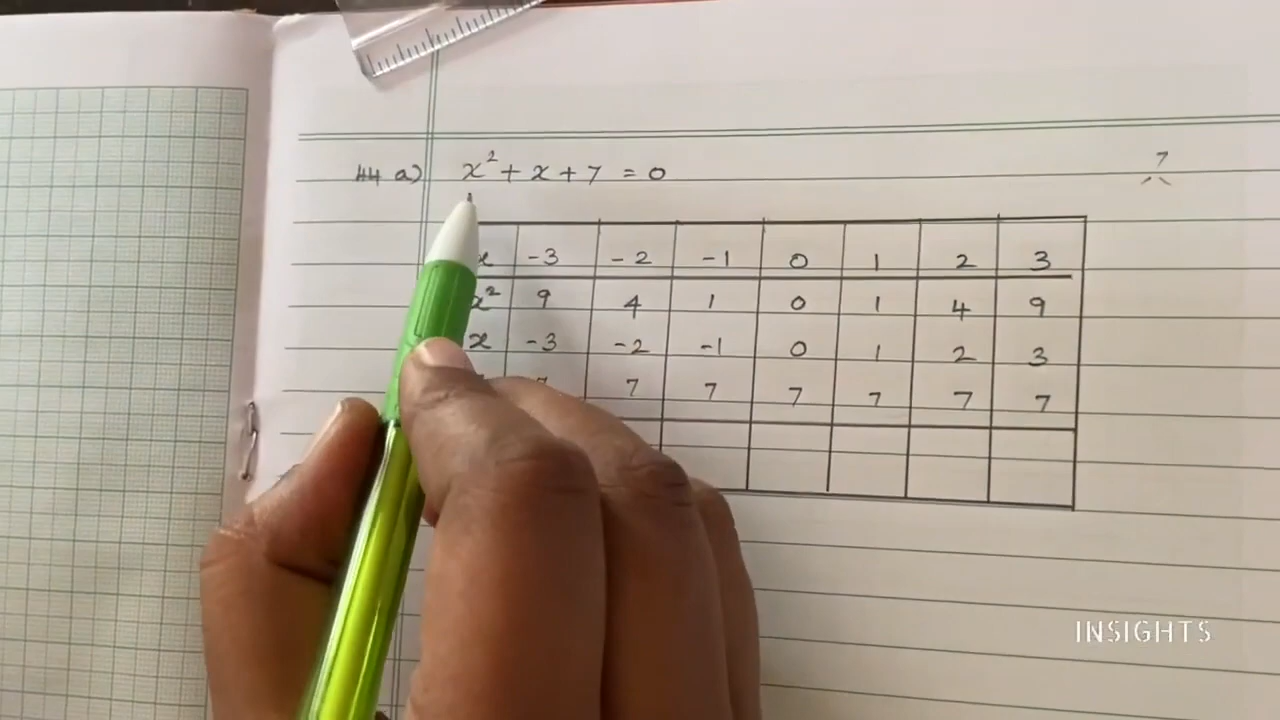 44 a) x² + x + 7 = 0
7
x -3 -2 -1 0 1 2 3
x² 9 4 1 0 1 4 9
x -3 -2 -1 0 1 2 3
7 7 7 7 7 7
INSIGHTS